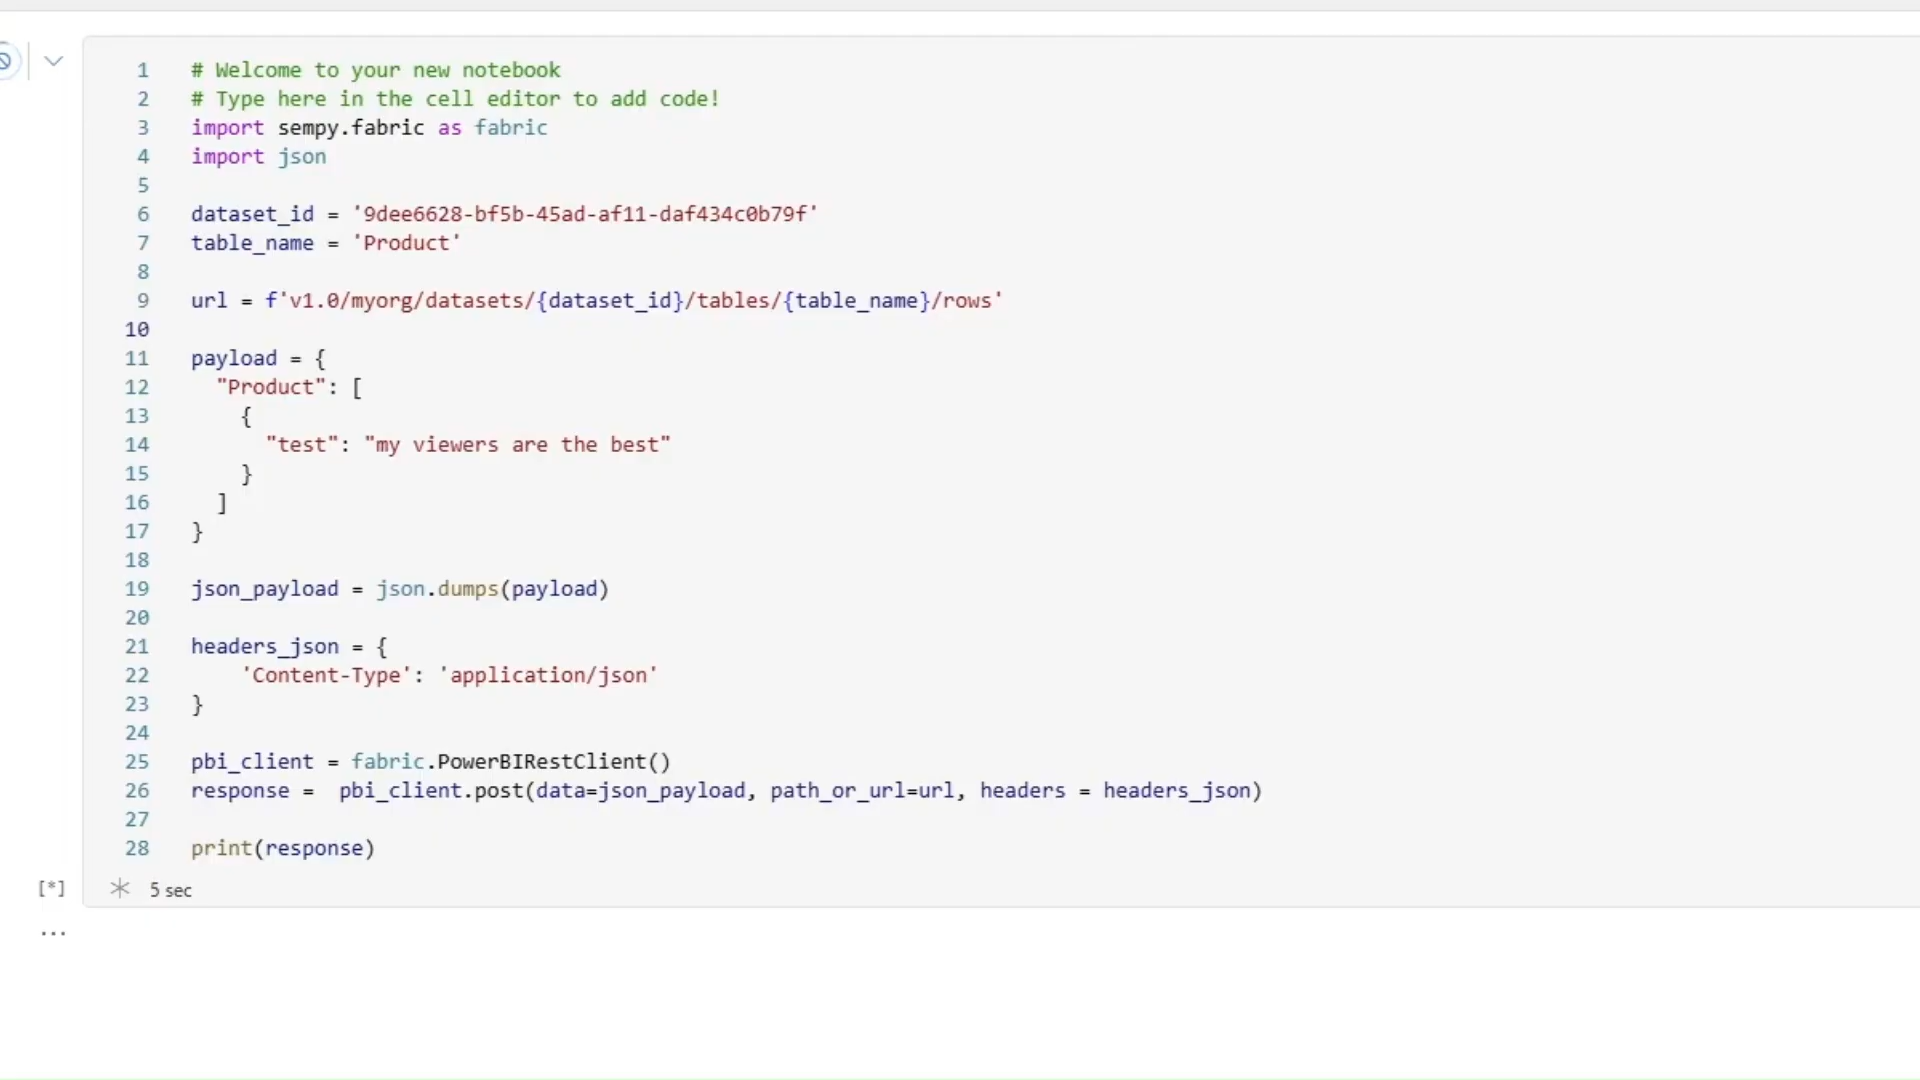 1 # Welcome to your new notebook
2 # Type here in the cell editor to add code!
3 import sempy.fabric as fabric
4 import json
5
6 dataset_id = '9dee6628-bf5b-45ad-af11-daf434c0b79f'
7 table_name = 'Product'
8
9 url = f'v1.0/myorg/datasets/{dataset_id}/tables/{table_name}/rows'
10
11 payload = {
12   "Product": [
13     {
14       "test": "my viewers are the best"
15     }
16   ]
17 }
18
19 json_payload = json.dumps(payload)
20
21 headers_json = {
22     'Content-Type': 'application/json'
23 }
24
25 pbi_client = fabric.PowerBIRestClient()
26 response =  pbi_client.post(data=json_payload, path_or_url=url, headers = headers_json)
27
28 print(response)
[*] 5 sec
...